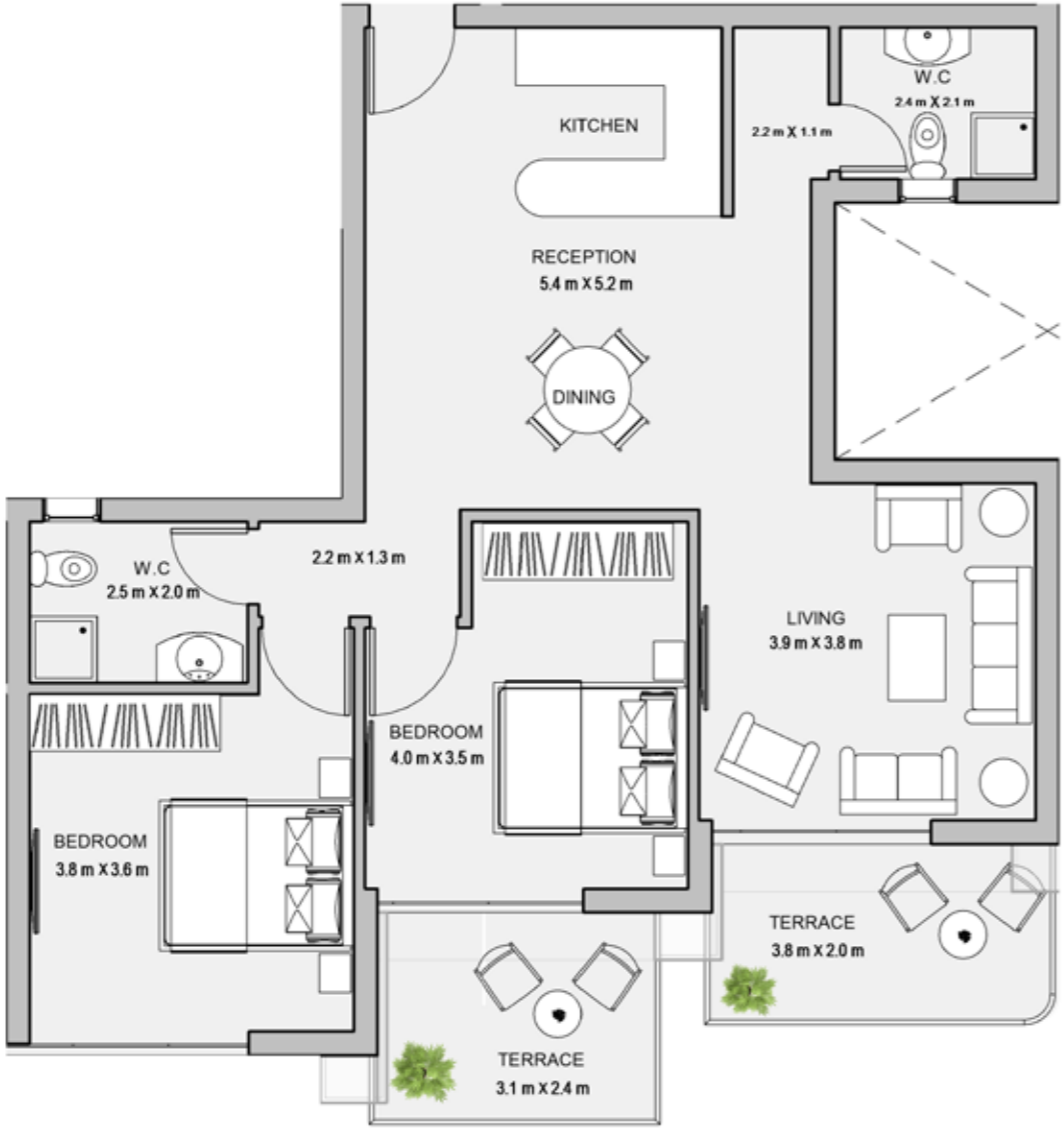 W.C
2.4 m X 2.1 m
KITCHEN
2.2 m X 1.1 m
RECEPTION
5.4 m X 5.2 m
DINING
2.2 m X 1.3 m
W.C
2.5 m X 2.0 m
LIVING
3.9 m X 3.8 m
BEDROOM
4.0 m X 3.5 m
BEDROOM
3.8 m X 3.6 m
TERRACE
3.8 m X 2.0 m
TERRACE
3.1 m X 2.4 m